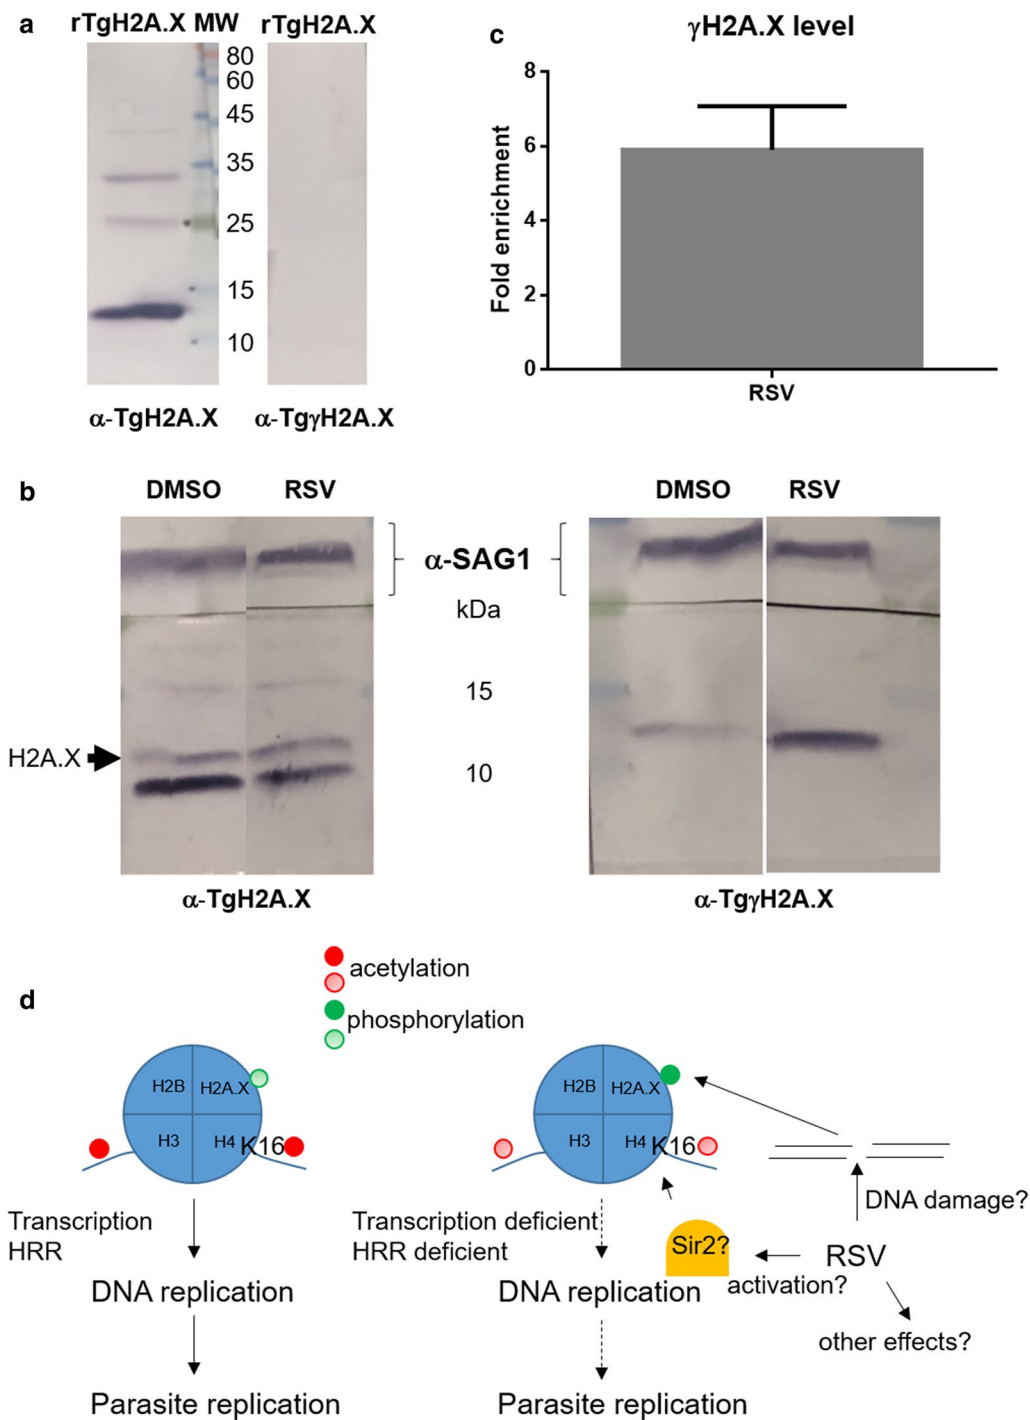 a
rTgH2A.X MW rTgH2A.X
80
60
45
35
25
15
10
α-TgH2A.X α-TgγH2A.X
c
γH2A.X level
Fold enrichment
8
6
4
2
0
RSV
b
DMSO RSV
α-SAG1
DMSO RSV
kDa
15
10
H2A.X
α-TgH2A.X
α-TgγH2A.X
d
acetylation
phosphorylation
H2B H2A.X
H3 H4 K16
Transcription
HRR
DNA replication
Parasite replication
H2B H2A.X
H3 H4 K16
Transcription deficient
HRR deficient
DNA replication
Parasite replication
Sir2?
activation?
RSV
DNA damage?
other effects?